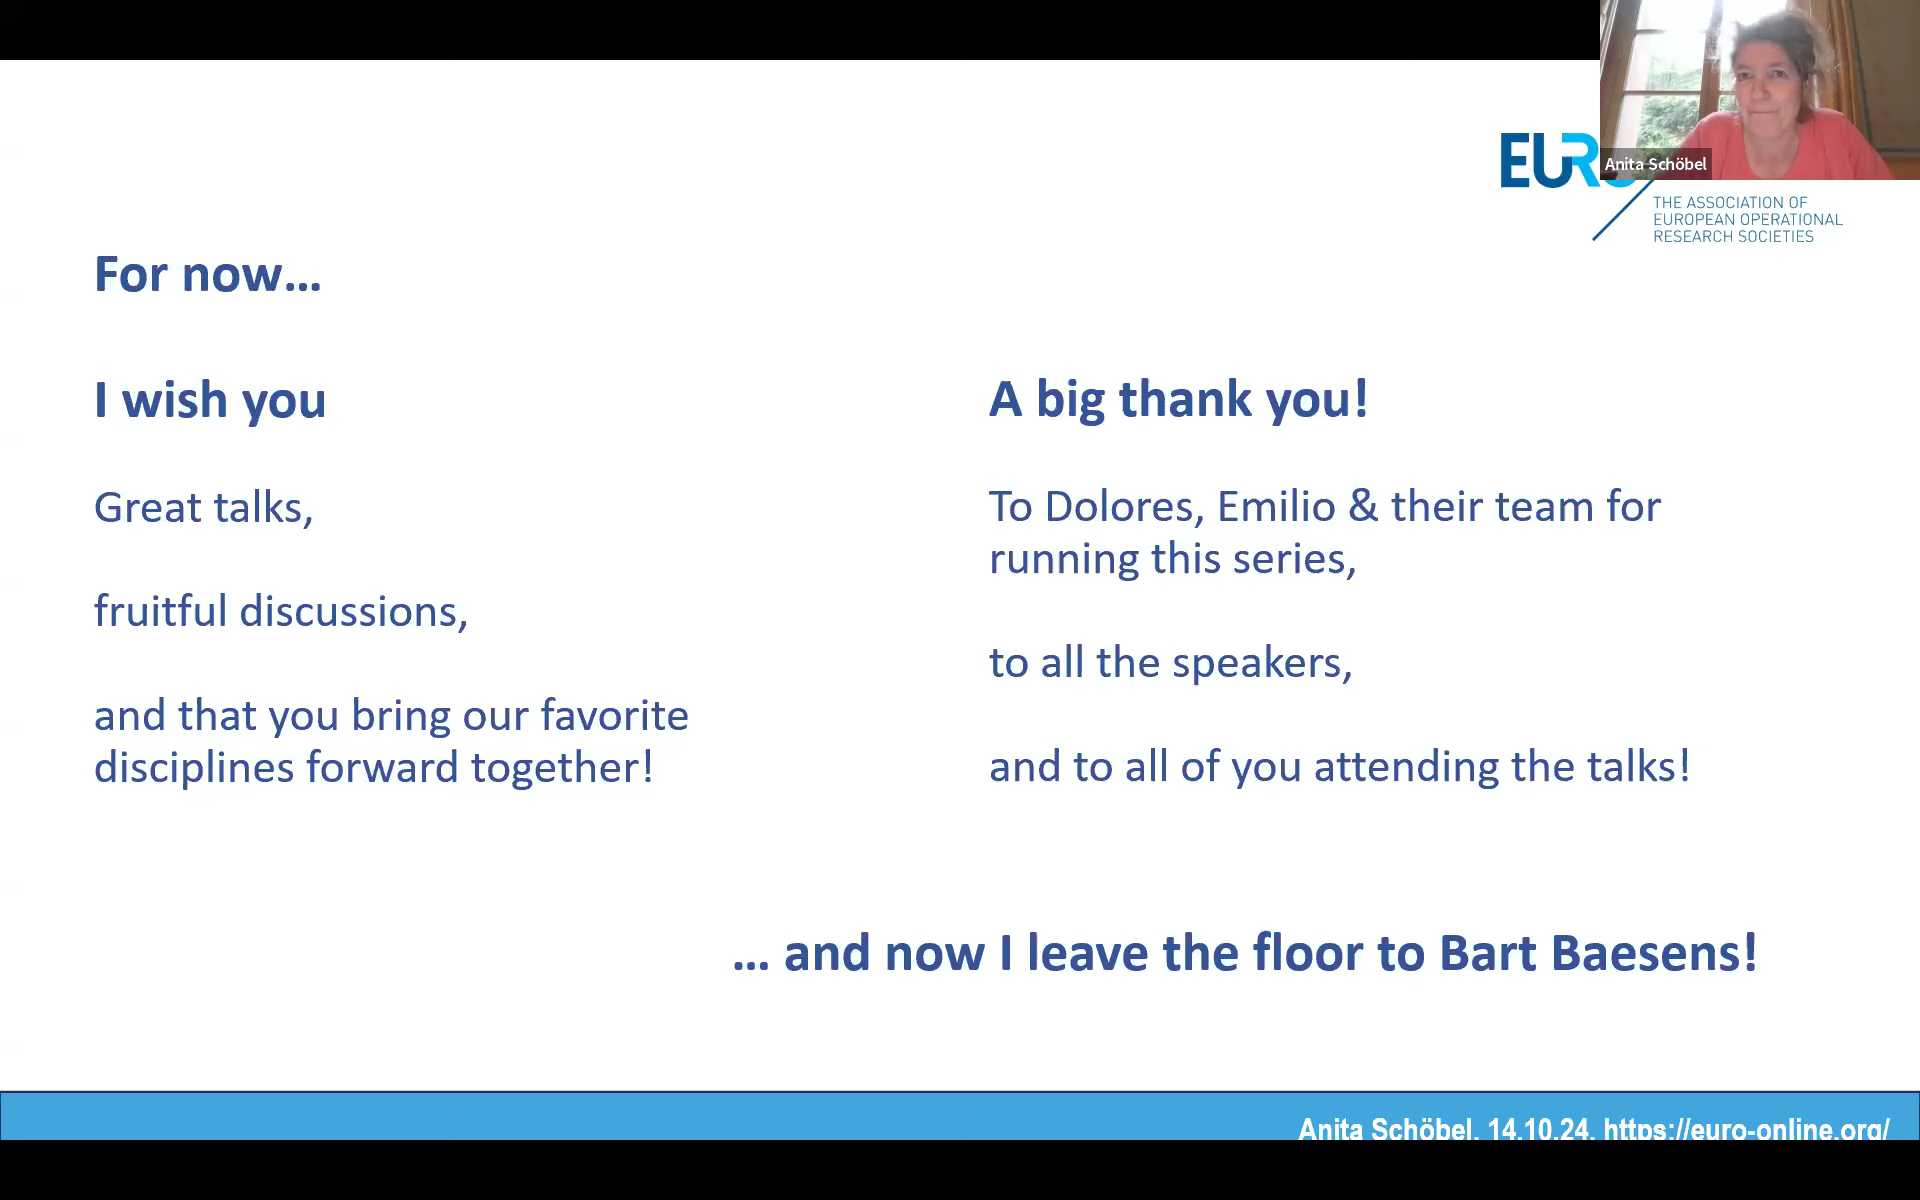 EUR
Anita Schöbel
THE ASSOCIATION OF
EUROPEAN OPERATIONAL
RESEARCH SOCIETIES
For now...
I wish you
Great talks,
fruitful discussions,
and that you bring our favorite
disciplines forward together!
A big thank you!
To Dolores, Emilio & their team for
running this series,
to all the speakers,
and to all of you attending the talks!
... and now I leave the floor to Bart Baesens!
Anita Schöbel, 14.10.24, https://euro-online.org/